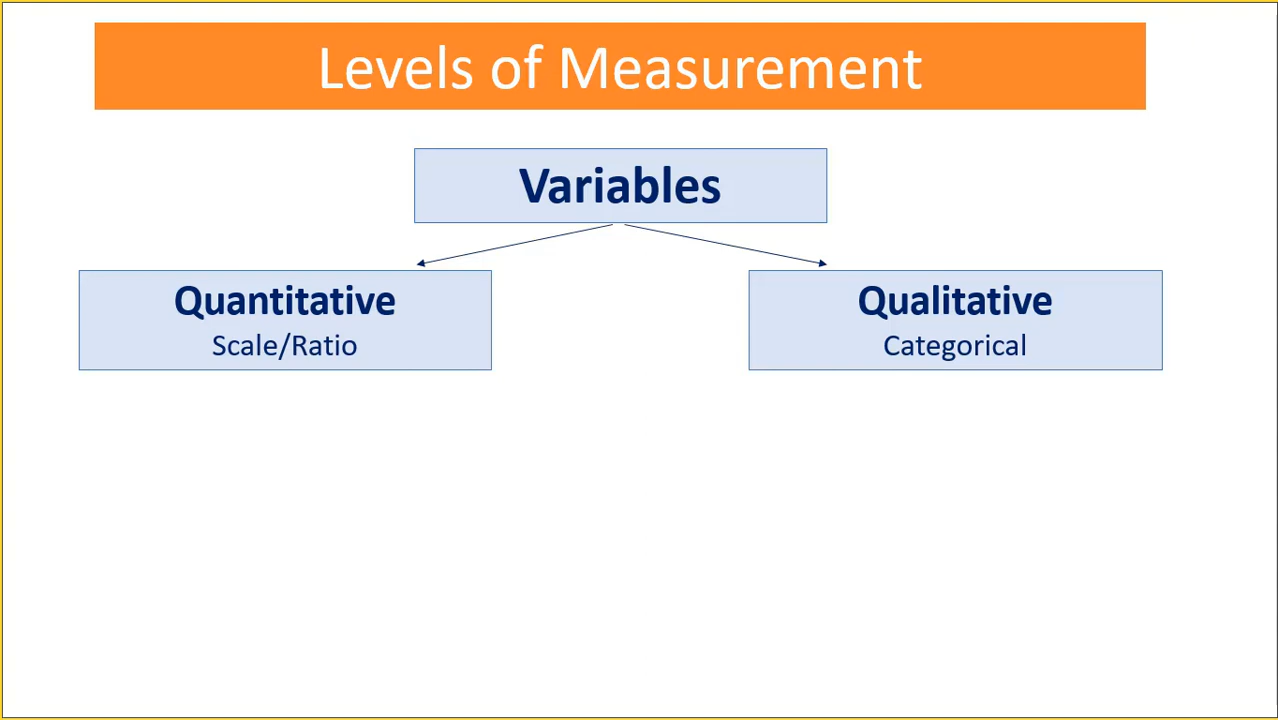 Levels of Measurement
Variables
Quantitative
Scale/Ratio
Qualitative
Categorical